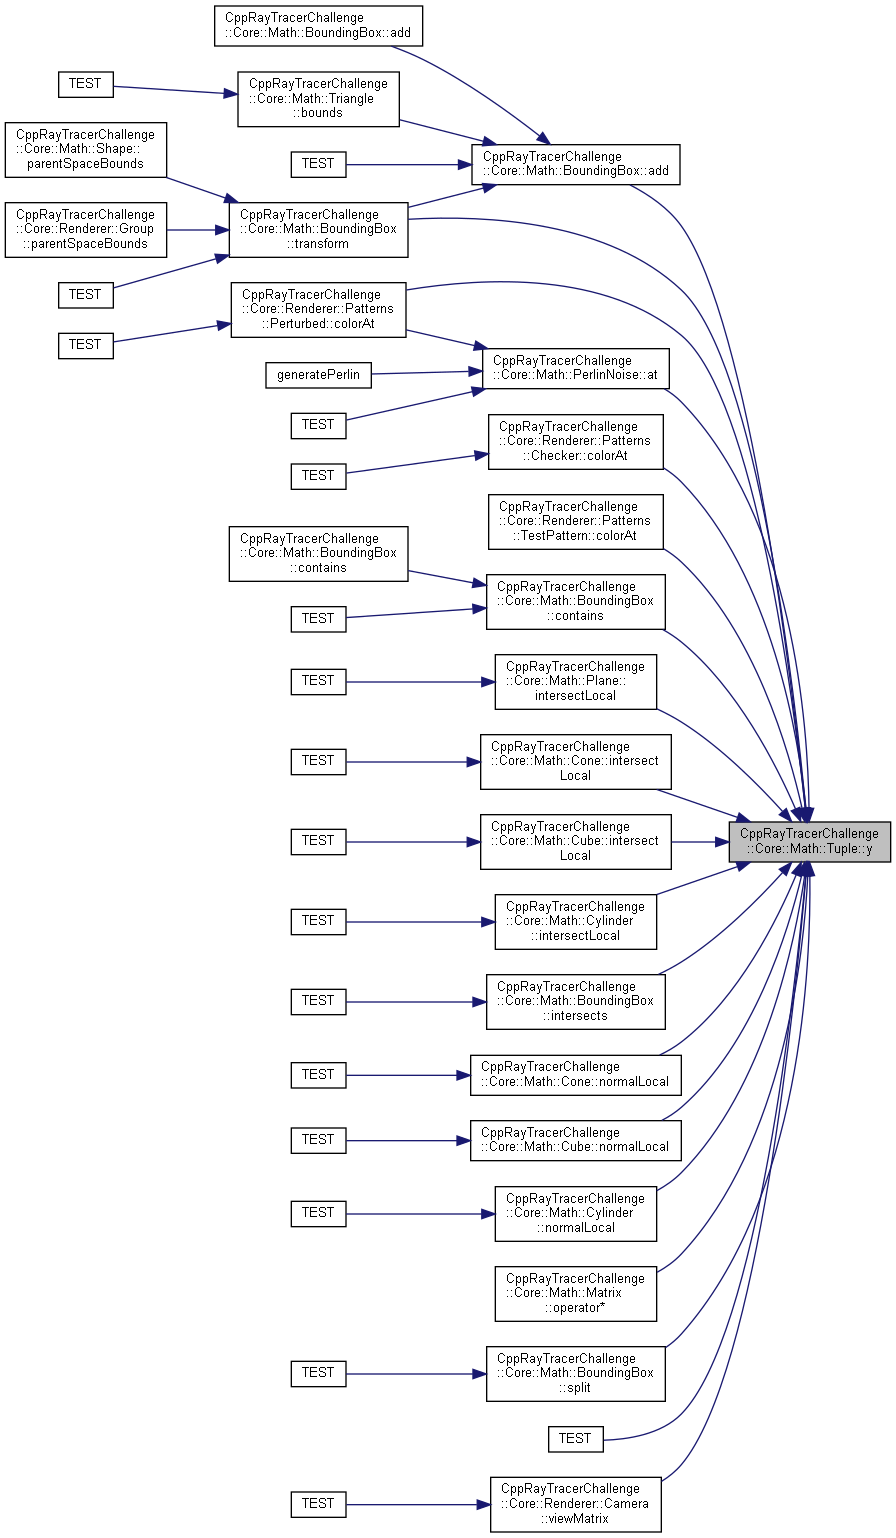 CppRayTracerChallenge
::Core::Math::BoundingBox::add
TEST
CppRayTracerChallenge
::Core::Math::Triangle
::bounds
CppRayTracerChallenge
::Core::Math::Shape::
parentSpaceBounds
TEST
CppRayTracerChallenge
::Core::Math::BoundingBox::add
CppRayTracerChallenge
::Core::Renderer::Group
::parentSpaceBounds
CppRayTracerChallenge
::Core::Math::BoundingBox
::transform
TEST
CppRayTracerChallenge
::Core::Renderer::Patterns
::Perturbed::colorAt
TEST
generatePerlin
CppRayTracerChallenge
::Core::Math::PerlinNoise::at
TEST
CppRayTracerChallenge
::Core::Renderer::Patterns
::Checker::colorAt
TEST
CppRayTracerChallenge
::Core::Renderer::Patterns
::TestPattern::colorAt
CppRayTracerChallenge
::Core::Math::BoundingBox
::contains
CppRayTracerChallenge
::Core::Math::BoundingBox
::contains
TEST
CppRayTracerChallenge
::Core::Math::Plane::
intersectLocal
TEST
CppRayTracerChallenge
::Core::Math::Cone::intersect
Local
TEST
CppRayTracerChallenge
::Core::Math::Cube::intersect
Local
TEST
CppRayTracerChallenge
::Core::Math::Tuple::y
CppRayTracerChallenge
::Core::Math::Cylinder
::intersectLocal
TEST
CppRayTracerChallenge
::Core::Math::BoundingBox
::intersects
TEST
CppRayTracerChallenge
::Core::Math::Cone::normalLocal
TEST
CppRayTracerChallenge
::Core::Math::Cube::normalLocal
TEST
CppRayTracerChallenge
::Core::Math::Cylinder
::normalLocal
TEST
CppRayTracerChallenge
::Core::Math::Matrix
::operator*
CppRayTracerChallenge
::Core::Math::BoundingBox
::split
TEST
TEST
CppRayTracerChallenge
::Core::Renderer::Camera
::viewMatrix
TEST